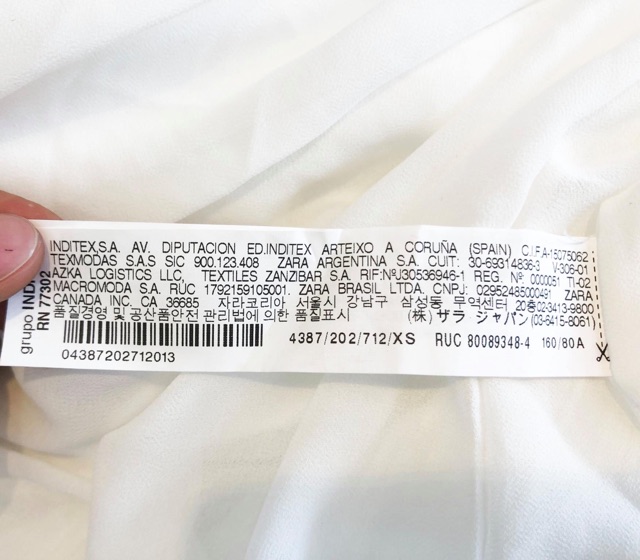 grupo INDI
RN 77302
INDITEX,S.A. AV. DIPUTACION ED.INDITEX ARTEIXO A CORUÑA (SPAIN) C.I.F.A-15075062
TEXMODAS S.A.S SIC 900.123.408 ZARA ARGENTINA S.A. CUIT: 30-69314836-3 V-306-01
AZKA LOGISTICS LLC, TEXTILES ZANZIBAR S.A. RIF:NºJ30536946-1 REG. Nº 0000051 TI-02
MACROMODA S.A. RÚC 1792159105001. ZARA BRASIL LTDA. CNPJ: 02952485000491 ZARA
CANADA INC. CA 36685 자라코리아 서울시 강남구 삼성동 무역센터 20층 02-3413-9800
품질경영 및 공산품안전 관리법에 의한 품질표시 (株) ザラ ジャパン (03-6415-8061)
04387202712013
4387/202/712/XS RUC 80089348-4 160/80A